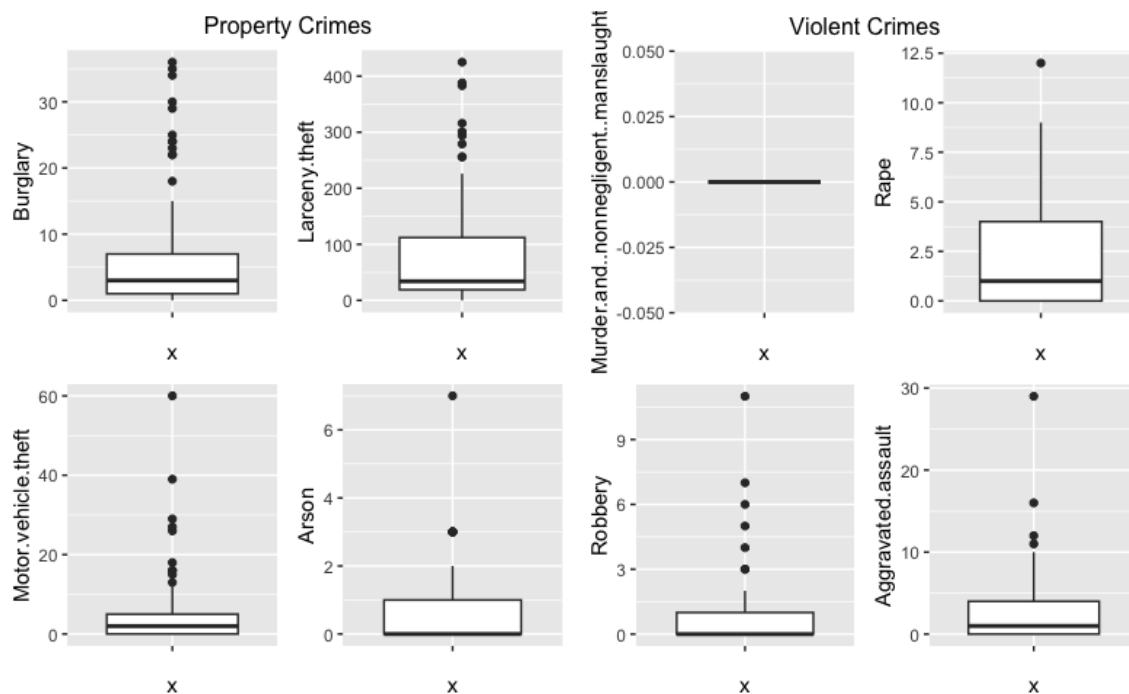 Property Crimes
Violent Crimes
Burglary
30
20
10
0
x
Larceny.theft
400
300
200
100
0
x
Murder.and..nonnegligent..manslaught
0.050
0.025
0.000
-0.025
-0.050
x
Rape
12.5
10.0
7.5
5.0
2.5
0.0
x
Motor.vehicle.theft
60
40
20
0
x
Arson
6
4
2
0
x
Robbery
9
6
3
0
x
Aggravated.assault
30
20
10
0
x